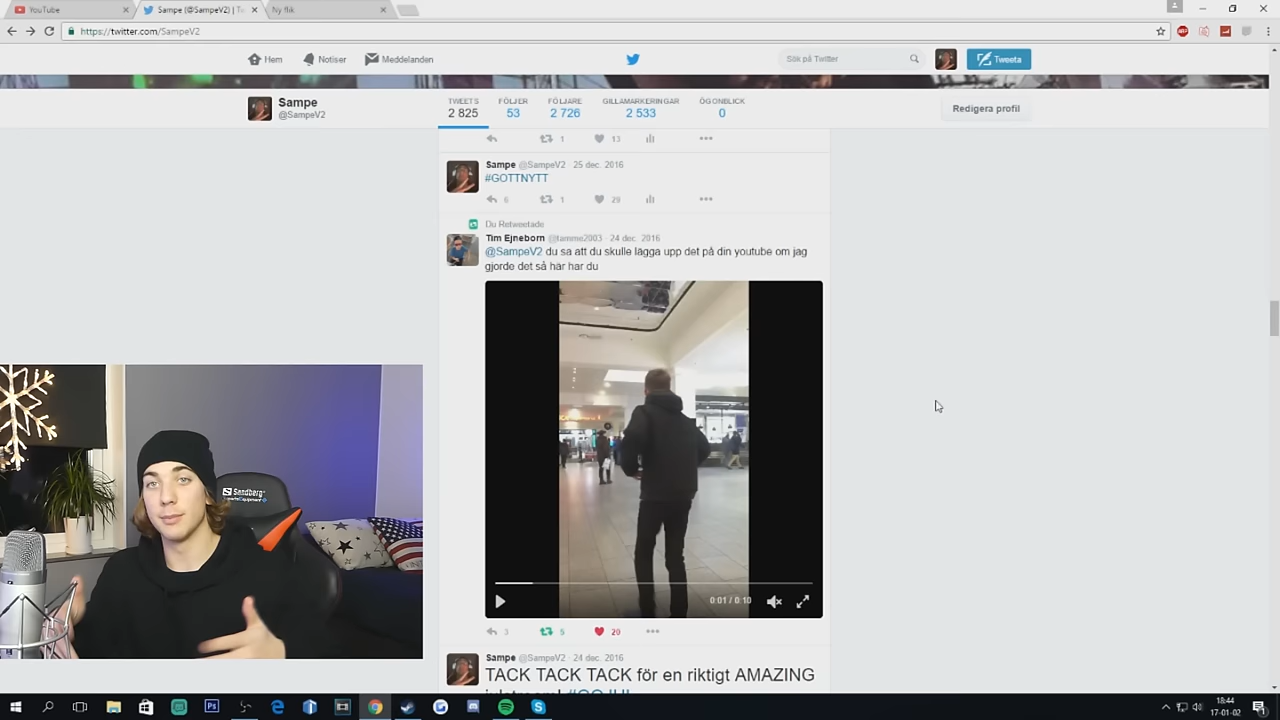 YouTube
Sampe (@SampeV2) | Tw
Ny flik
https://twitter.com/SampeV2
Hem
Notiser
Meddelanden
Sök på Twitter
Tweeta
Sampe
@SampeV2
TWEETS
2 825
FÖLJER
53
FÖLJARE
2 726
GILLAMARKERINGAR
2 533
ÖGONBLICK
0
Redigera profil
1
13
Sampe @SampeV2 · 25 dec. 2016
#GOTTNYTT
6
1
29
Du Retweetade
Tim Ejneborn @tamme2003 · 24 dec. 2016
@SampeV2 du sa att du skulle lägga upp det på din youtube om jag
gjorde det så här har du
0:01 / 0:10
3
5
20
Sampe @SampeV2 · 24 dec. 2016
TACK TACK TACK för en riktigt AMAZING
Sandberg
18:44
17-01-02